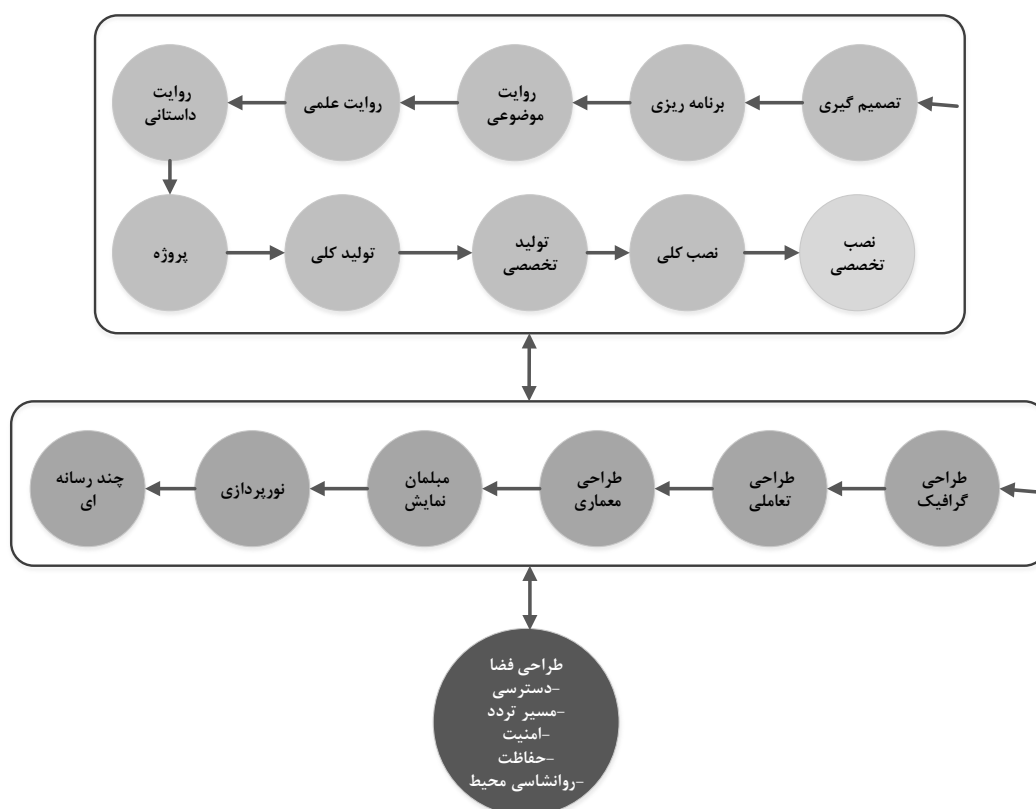 تصمیم گیری
برنامه ریزی
روایت
موضوعی
روایت علمی
روایت
داستانی
پروژه
تولید کلی
تولید
تخصصی
نصب کلی
نصب
تخصصی
طراحی
گرافیک
طراحی
تعاملی
طراحی
معماری
مبلمان
نمایش
نورپردازی
چند رسانه
ای
طراحی فضا
-دسترسی
-مسیر تردد
-امنیت
-حفاظت
-روانشاسی محیط